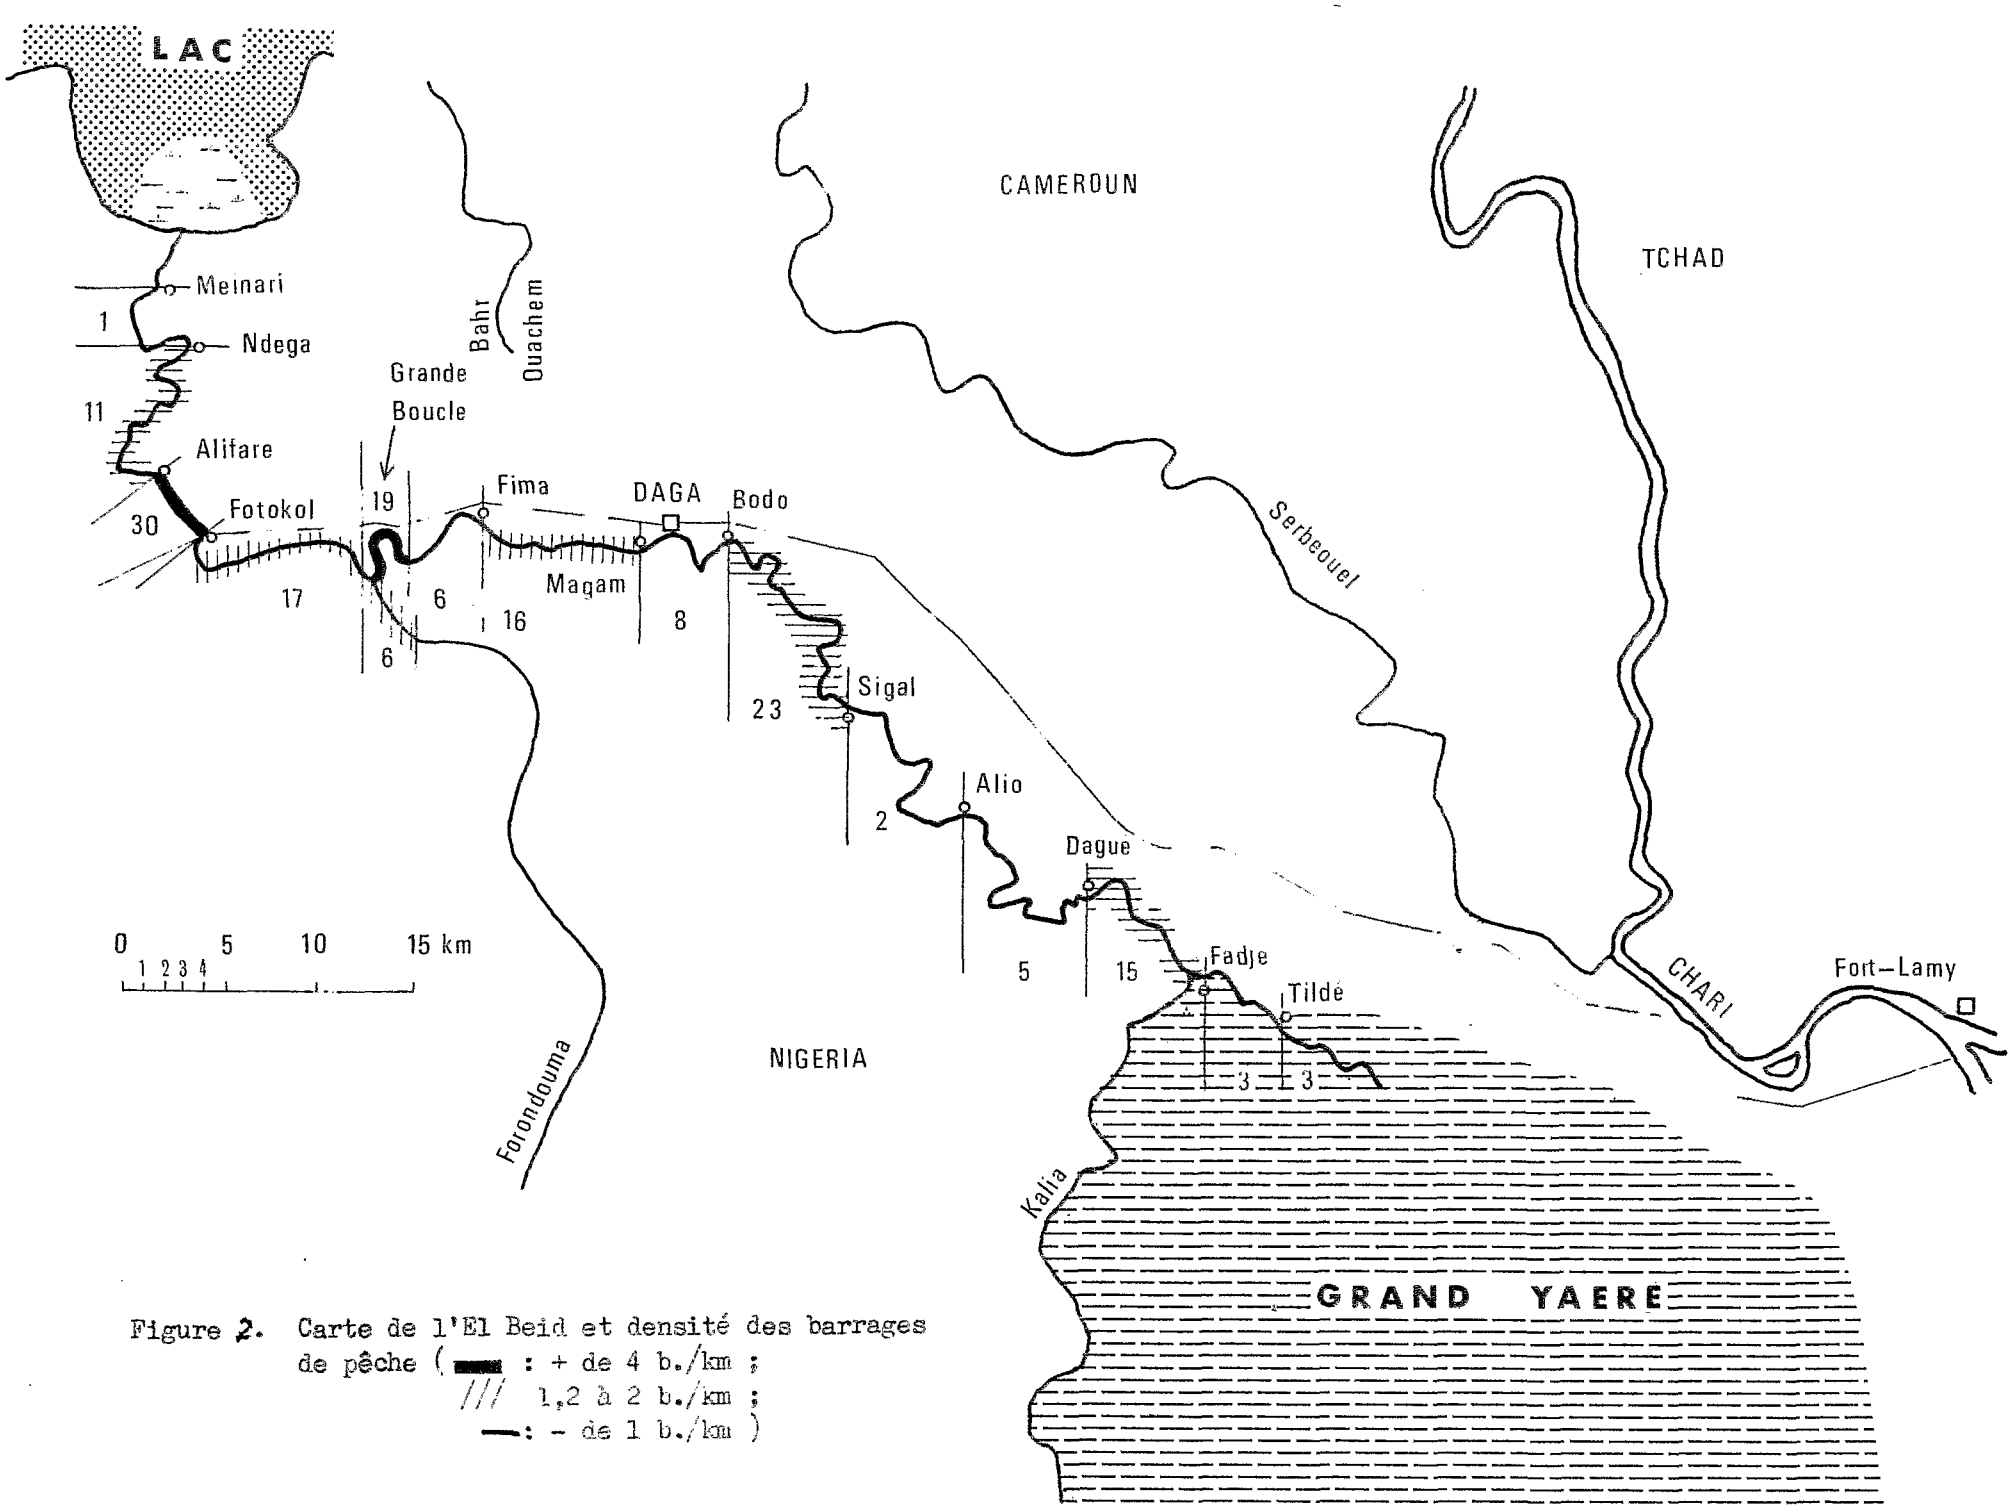 LAC
CAMEROUN
TCHAD
Meinari
1
Ndega
Bahr
Ouachem
Grande
Boucle
11
Alifare
19
Fima
DAGA
Bodo
30
Fotokol
Serbeouel
17
6
16
Magam
8
6
Sigal
23
Alio
2
Dague
0 5 10 15 km
1 2 3 4
5
15
Fadje
Tildé
CHARI
Fort-Lamy
NIGERIA
3
3
Forondouma
Kalia
GRAND YAERE
Figure 2. Carte de l'El Beid et densité des barrages
de pêche ( : + de 4 b./km ;
/// 1,2 à 2 b./km ;
: - de 1 b./km )